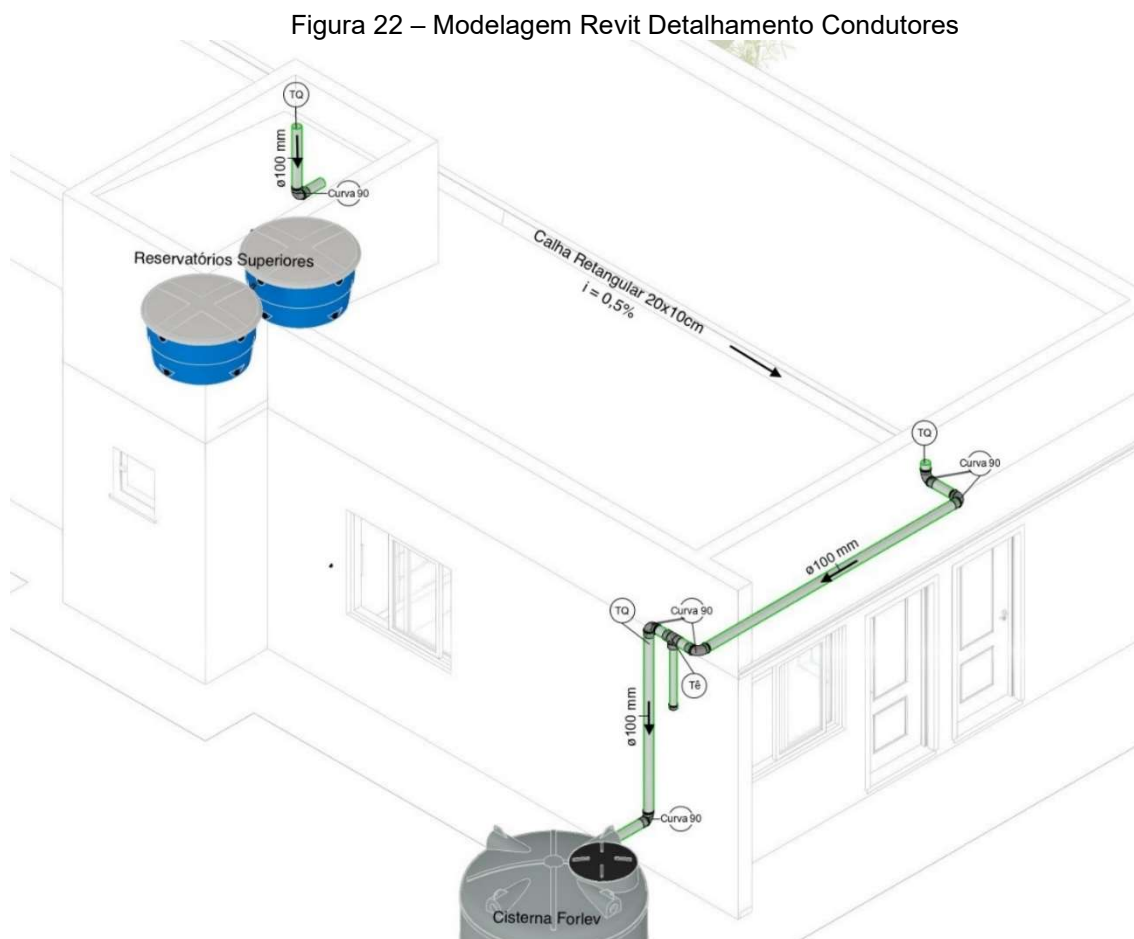 Figura 22 – Modelagem Revit Detalhamento Condutores
TQ
ø100 mm
Curva 90
Reservatórios Superiores
Calha Retangular 20x10cm
i = 0,5%
TQ
Curva 90
ø100 mm
TQ
Curva 90
Tê
ø100 mm
Curva 90
Cisterna Forlev